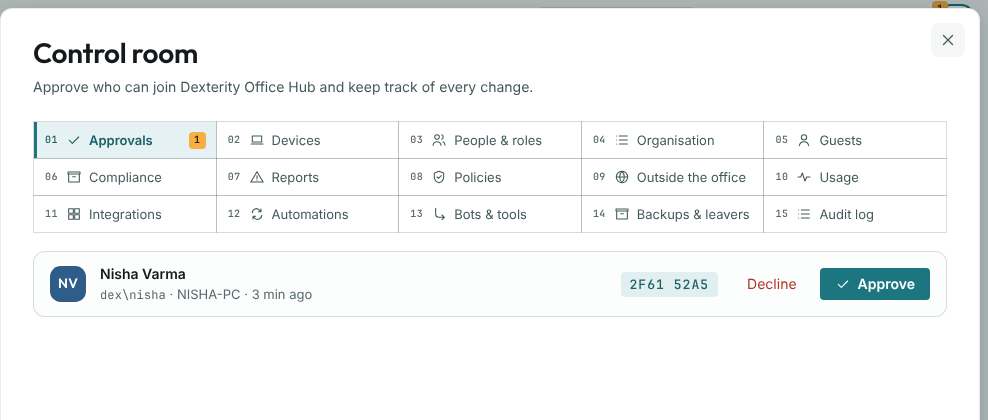 1
Control room
Approve who can join Dexterity Office Hub and keep track of every change.
01 Approvals 1
02 Devices
03 People & roles
04 Organisation
05 Guests
06 Compliance
07 Reports
08 Policies
09 Outside the office
10 Usage
11 Integrations
12 Automations
13 Bots & tools
14 Backups & leavers
15 Audit log
NV
Nisha Varma
dex\nisha · NISHA-PC · 3 min ago
2F61 52A5
Decline
Approve